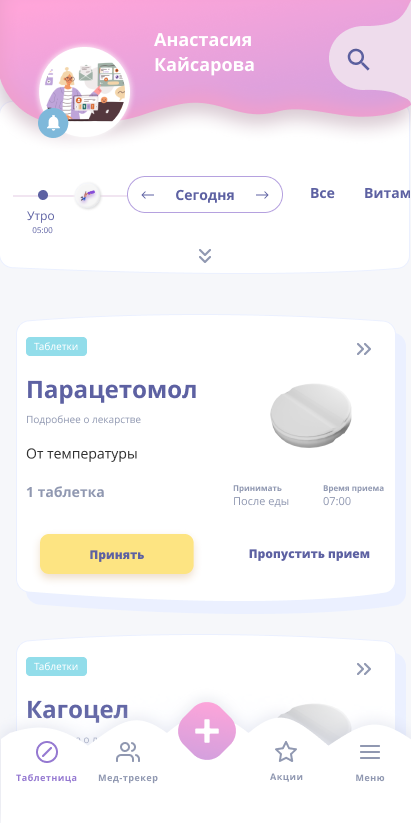 Анастасия
Кайсарова
Сегодня
Все
Витам
Утро
05:00
Таблетки
Парацетомол
Подробнее о лекарстве
От температуры
1 таблетка
Принимать
После еды
Время приема
07:00
Принять
Пропустить прием
Таблетки
Кагоцел
Таблетница
Мед-трекер
Акции
Меню